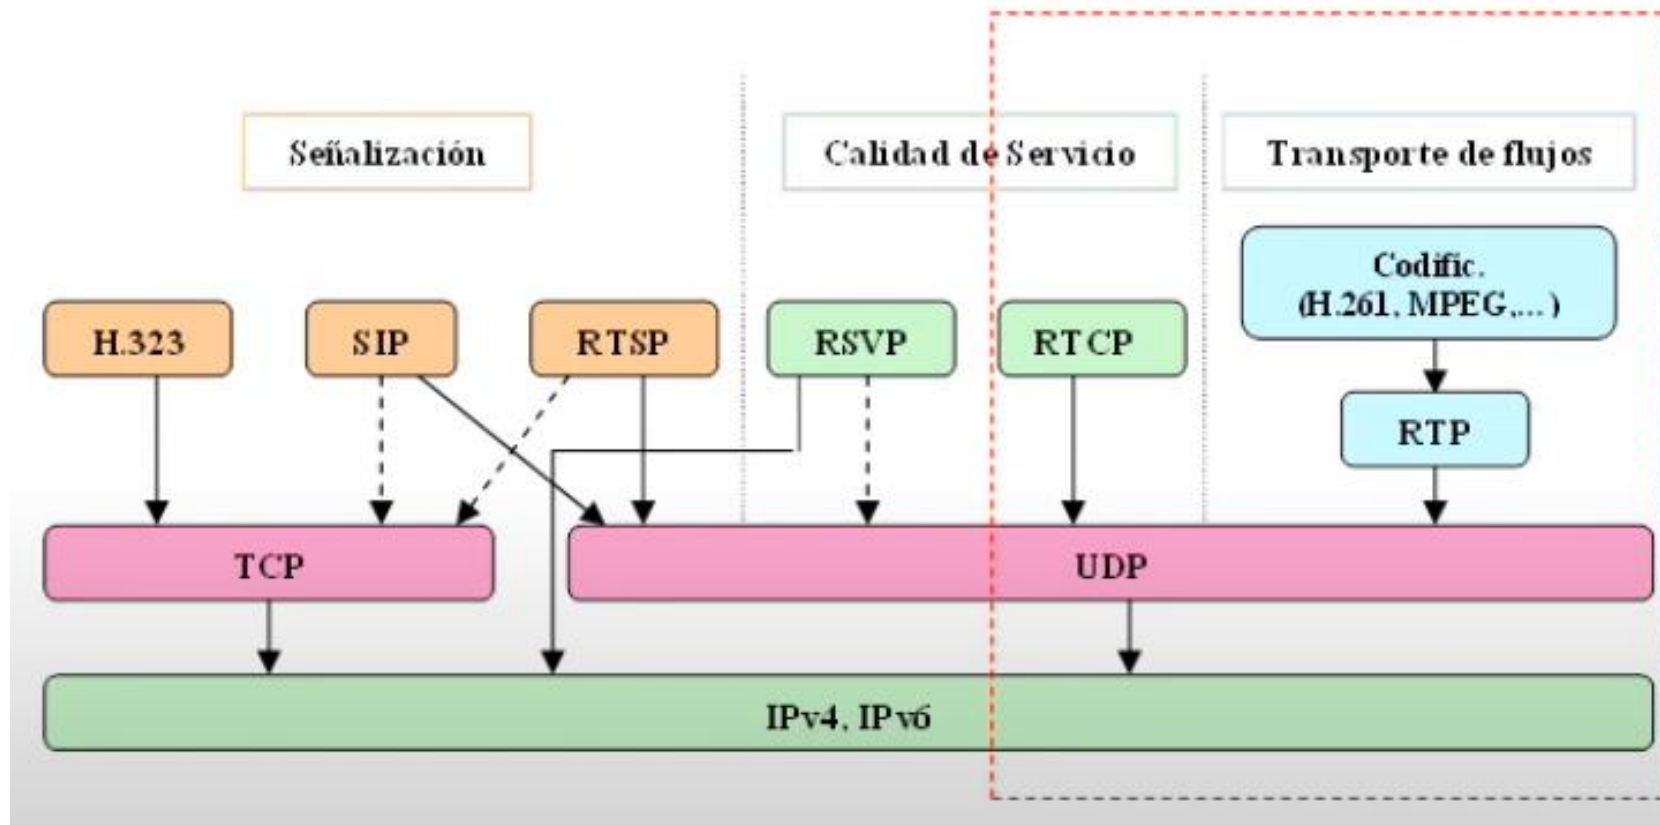 Señalización
Calidad de Servicio
Transporte de flujos
Codific.
(H.261, MPEG,...)
H.323
SIP
RTSP
RSVP
RTCP
RTP
TCP
UDP
IPv4, IPv6